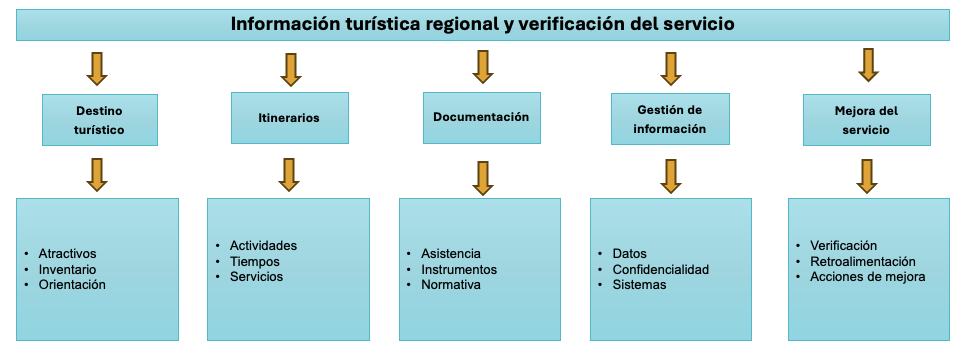 Información turística regional y verificación del servicio
Destino
turístico
Itinerarios
Documentación
Gestión de
información
Mejora del
servicio
• Atractivos
• Inventario
• Orientación
• Actividades
• Tiempos
• Servicios
• Asistencia
• Instrumentos
• Normativa
• Datos
• Confidencialidad
• Sistemas
• Verificación
• Retroalimentación
• Acciones de mejora